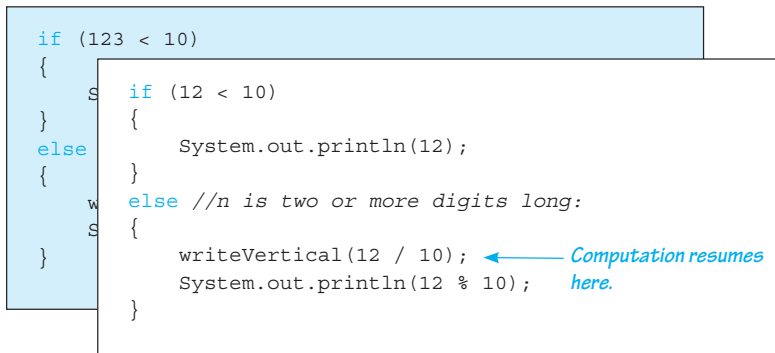 if (123 < 10)
{
S
}
else
{
w
S
}
if (12 < 10)
{
System.out.println(12);
}
else //n is two or more digits long:
{
writeVertical(12 / 10);
System.out.println(12 % 10);
}
Computation resumes
here.